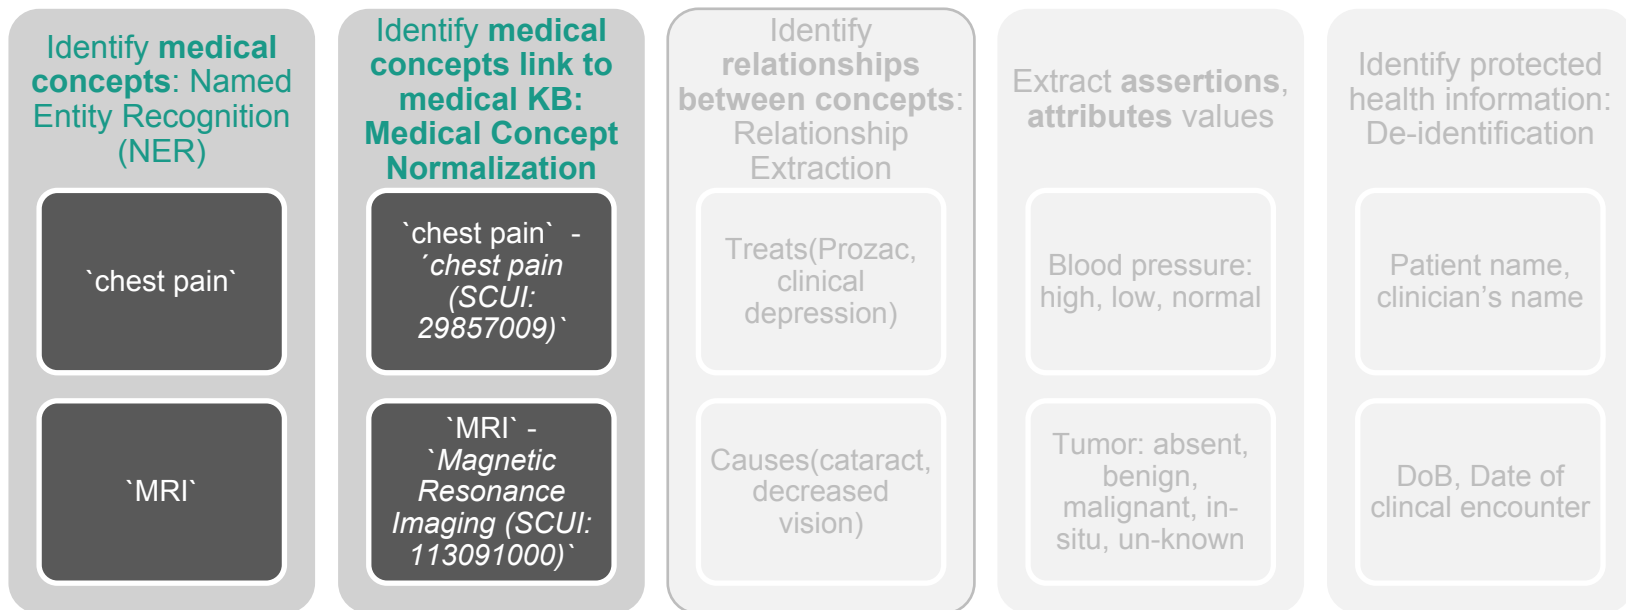 Identify medical
concepts: Named
Entity Recognition
(NER)
`chest pain`
`MRI`
Identify medical
concepts link to
medical KB:
Medical Concept
Normalization
`chest pain` -
´chest pain
(SCUI:
29857009)`
`MRI` -
`Magnetic
Resonance
Imaging (SCUI:
113091000)`
Identify
relationships
between concepts:
Relationship
Extraction
Treats(Prozac,
clinical
depression)
Causes(cataract,
decreased
vision)
Extract assertions,
attributes values
Blood pressure:
high, low, normal
Tumor: absent,
benign,
malignant, in-
situ, un-known
Identify protected
health information:
De-identification
Patient name,
clinician’s name
DoB, Date of
clincal encounter